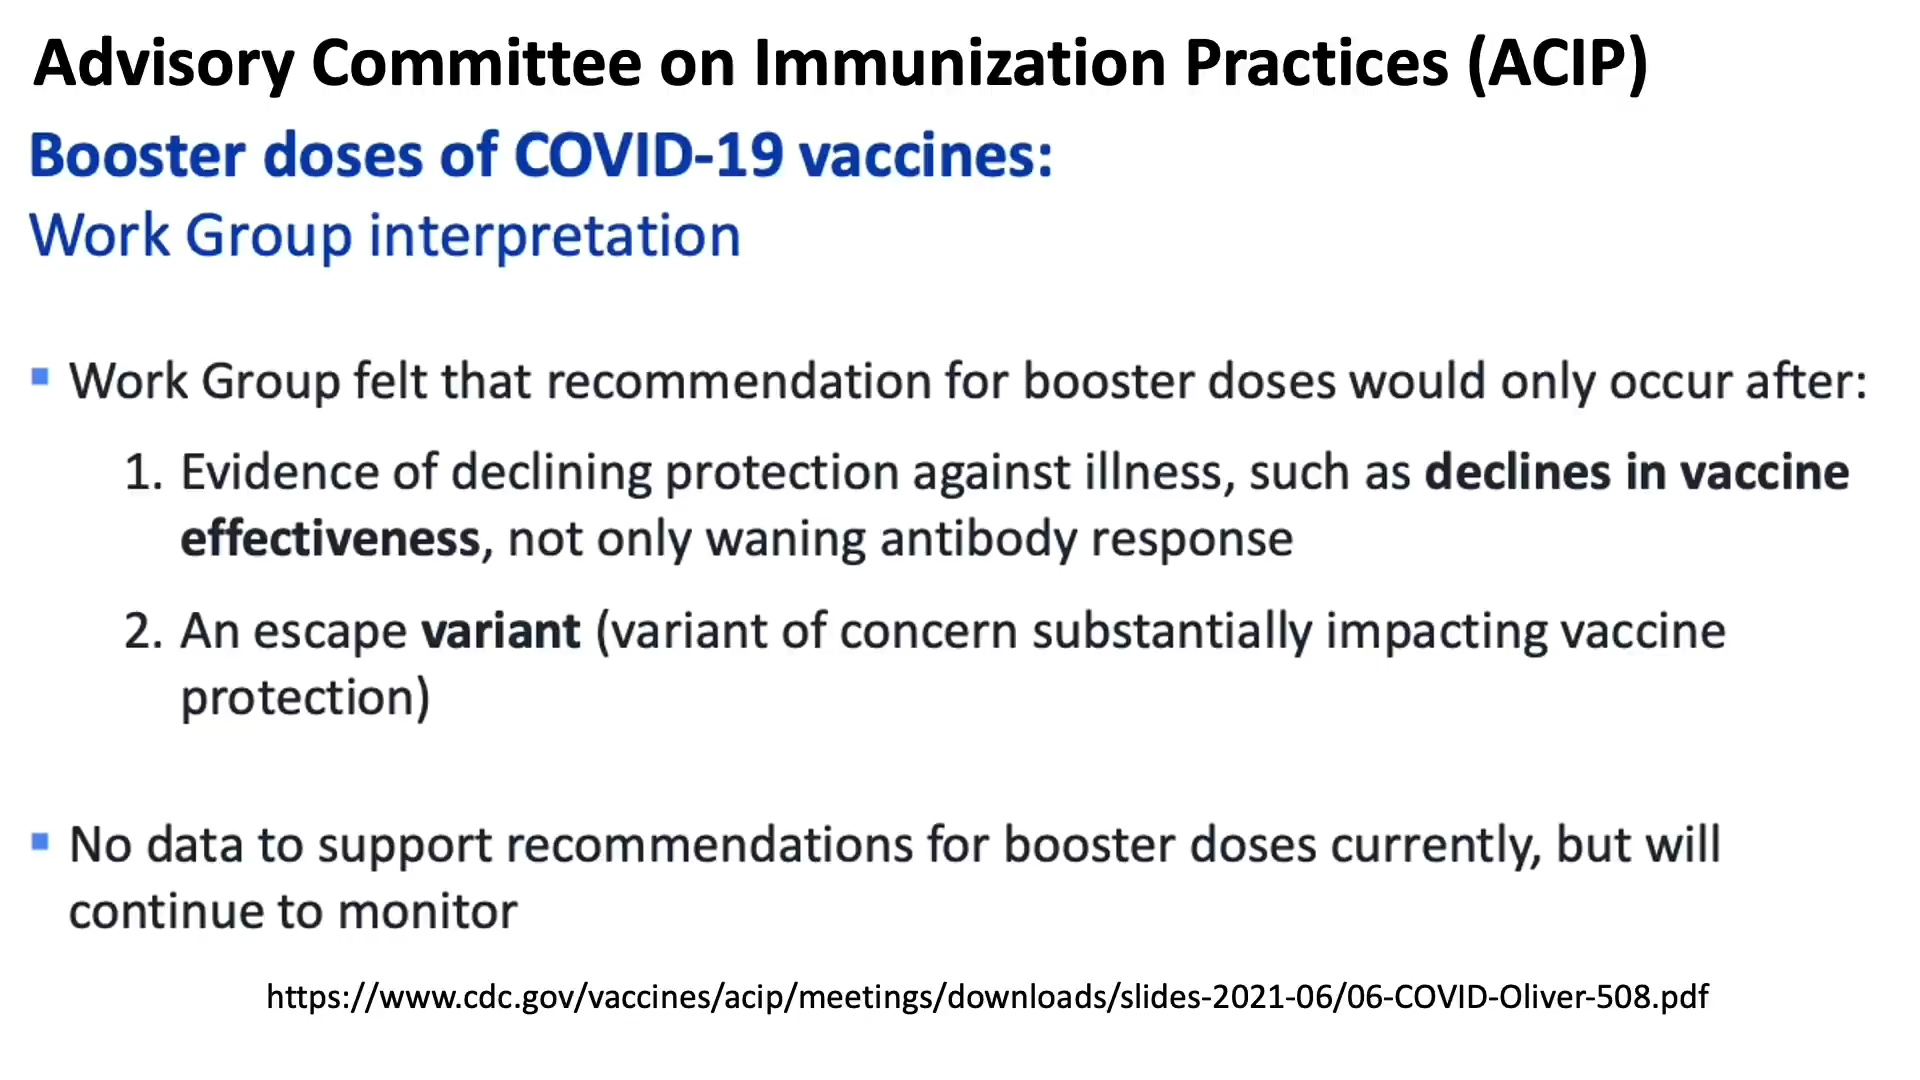 Advisory Committee on Immunization Practices (ACIP)
Booster doses of COVID-19 vaccines:
Work Group interpretation
▪ Work Group felt that recommendation for booster doses would only occur after:
1. Evidence of declining protection against illness, such as declines in vaccine
effectiveness, not only waning antibody response
2. An escape variant (variant of concern substantially impacting vaccine
protection)
▪ No data to support recommendations for booster doses currently, but will
continue to monitor
https://www.cdc.gov/vaccines/acip/meetings/downloads/slides-2021-06/06-COVID-Oliver-508.pdf